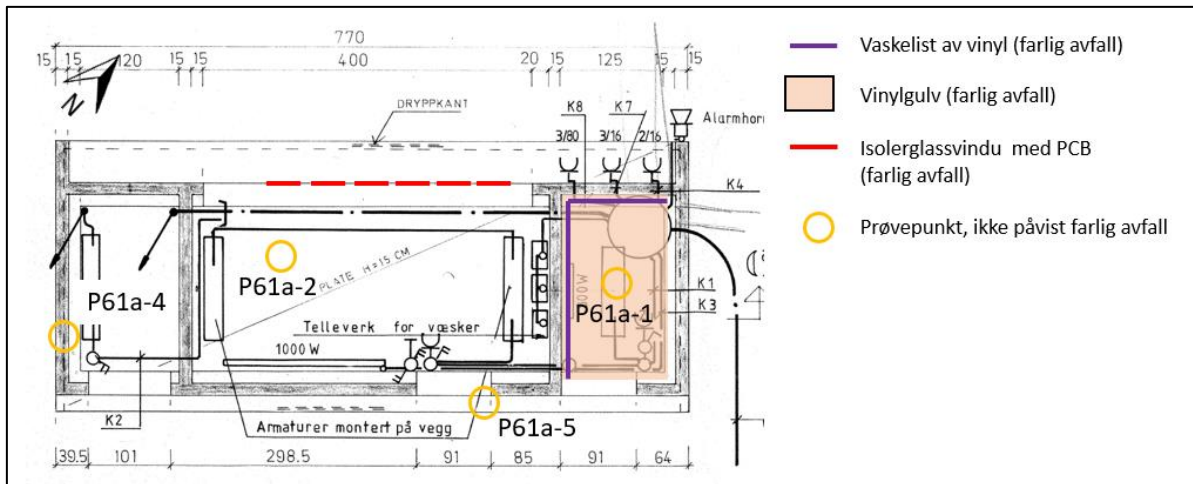 770
15 15 120 15 15 400 20 15 125 15 15
N
DRYPPKANT
K8 K7
Alarmhorn
3/80 3/16 2/16
K4
P61a-2
PLATE H=15 CM
P61a-4
K1
P61a-1
K3
Telleverk for væsker
1000 W
K2
P61a-5
Armaturer montert på vegg
39.5 101 298.5 91 85 91 64
Vaskelist av vinyl (farlig avfall)
Vinylgulv (farlig avfall)
Isolerglassvindu med PCB
(farlig avfall)
Prøvepunkt, ikke påvist farlig avfall